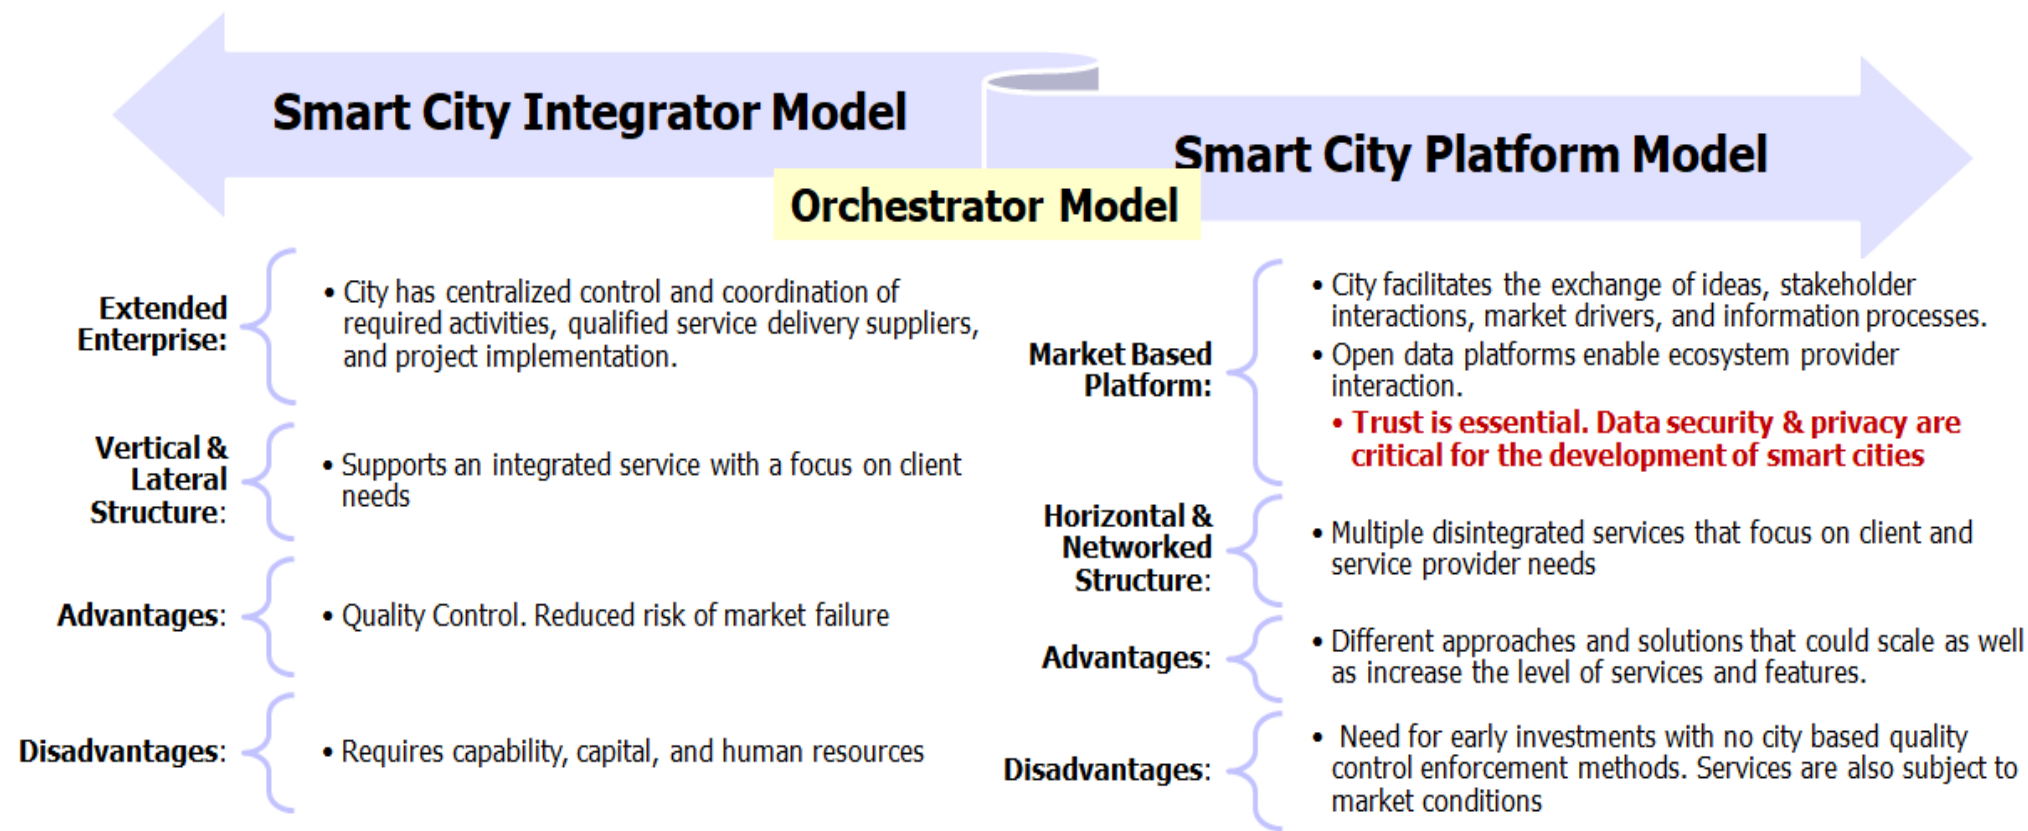 Smart City Integrator Model
Smart City Platform Model
Orchestrator Model
Extended
Enterprise:
• City has centralized control and coordination of
required activities, qualified service delivery suppliers,
and project implementation.
Vertical &
Lateral
Structure:
• Supports an integrated service with a focus on client
needs
Advantages:
• Quality Control. Reduced risk of market failure
Disadvantages:
• Requires capability, capital, and human resources
Market Based
Platform:
• City facilitates the exchange of ideas, stakeholder
interactions, market drivers, and information processes.
• Open data platforms enable ecosystem provider
interaction.
• Trust is essential. Data security & privacy are
critical for the development of smart cities
Horizontal &
Networked
Structure:
• Multiple disintegrated services that focus on client and
service provider needs
Advantages:
• Different approaches and solutions that could scale as well
as increase the level of services and features.
Disadvantages:
• Need for early investments with no city based quality
control enforcement methods. Services are also subject to
market conditions